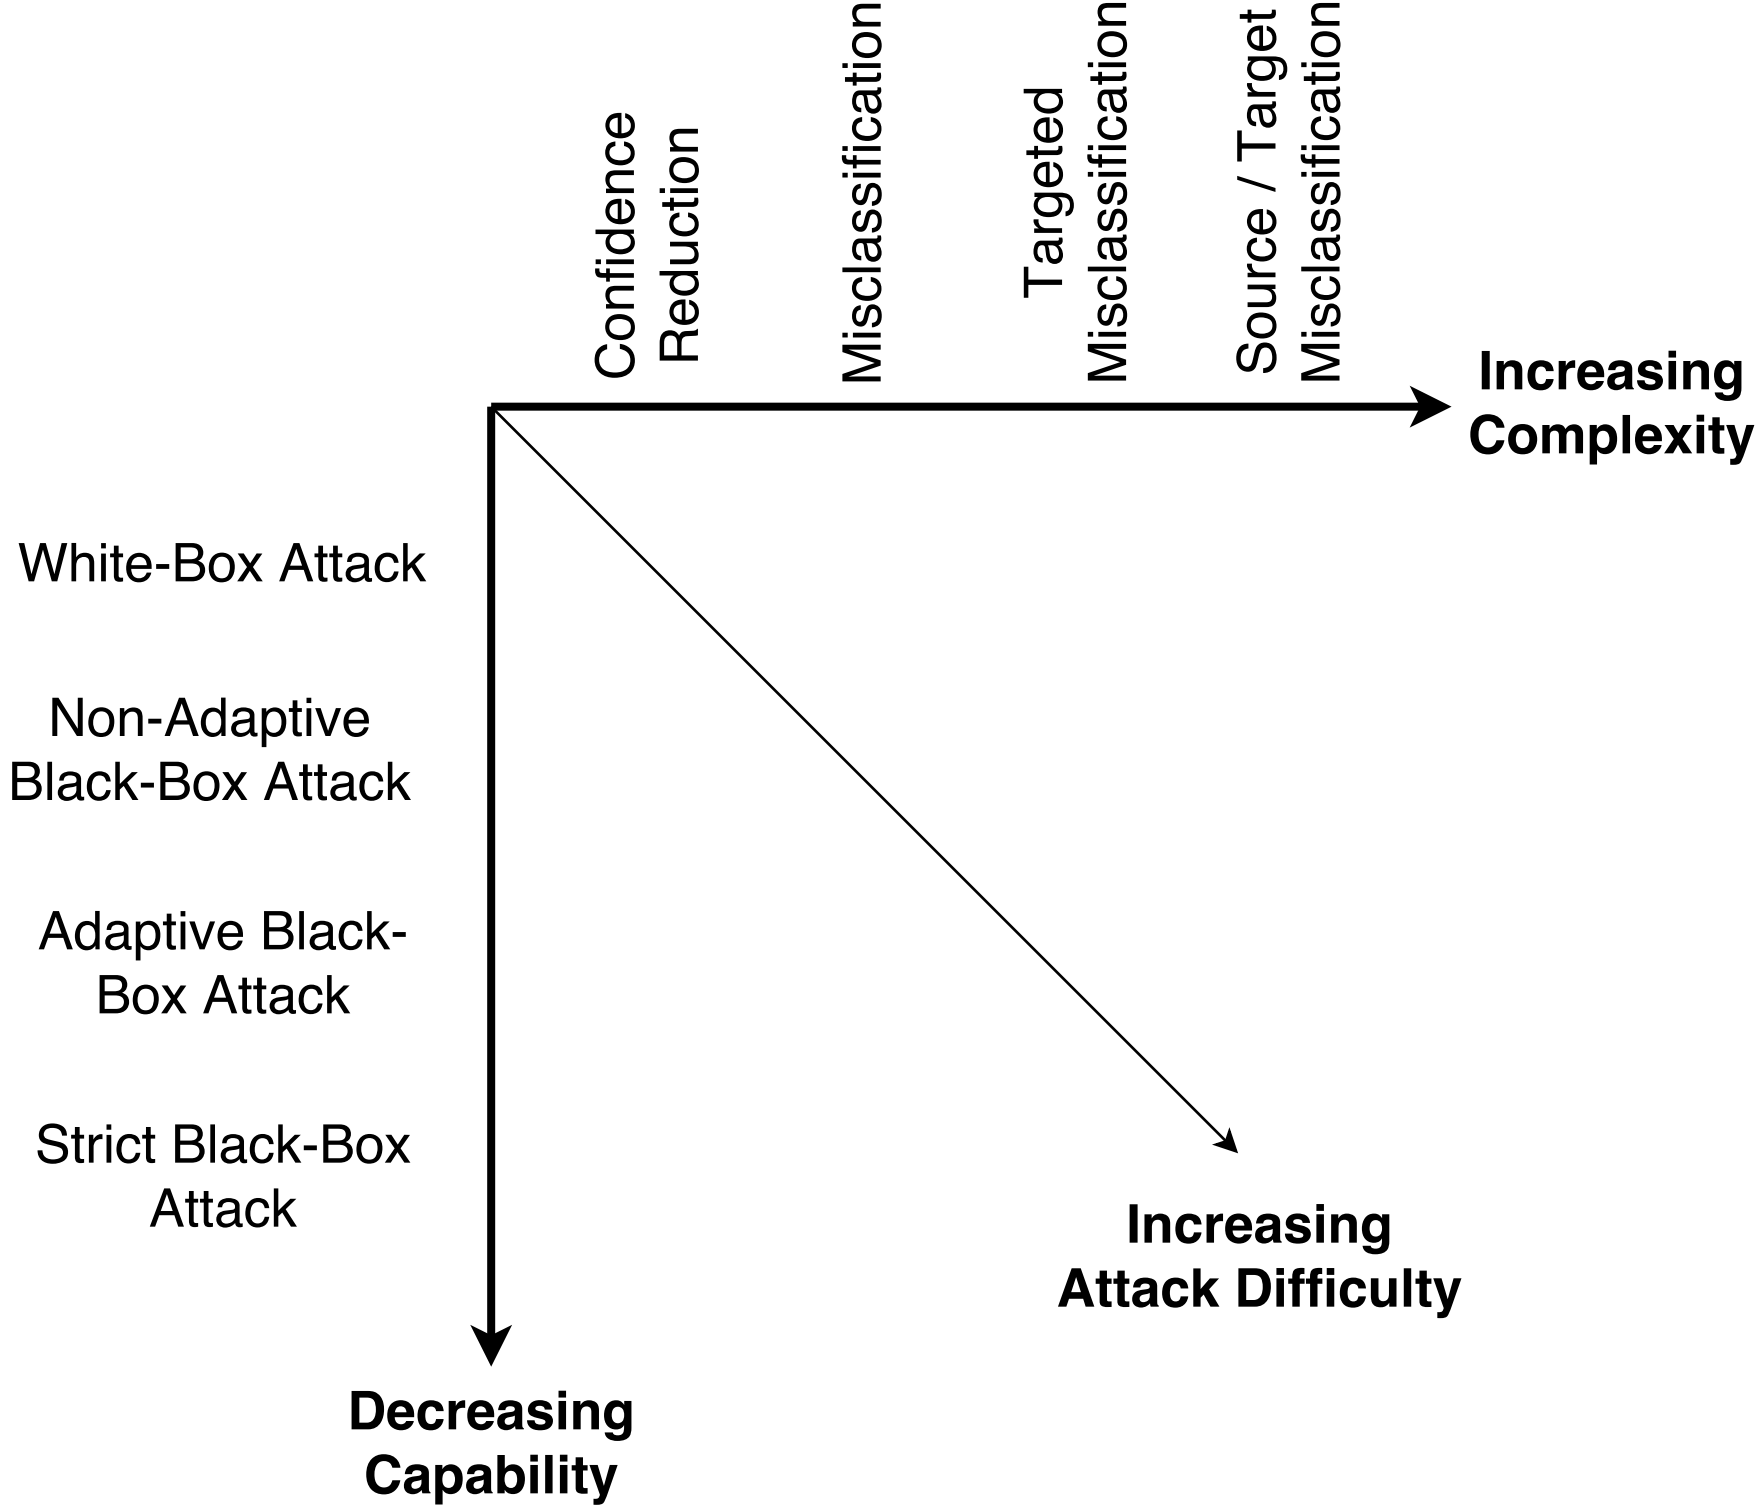 Confidence
Reduction
Misclassification
Targeted
Misclassification
Source / Target
Misclassification
Increasing
Complexity
White-Box Attack
Non-Adaptive
Black-Box Attack
Adaptive Black-
Box Attack
Strict Black-Box
Attack
Increasing
Attack Difficulty
Decreasing
Capability